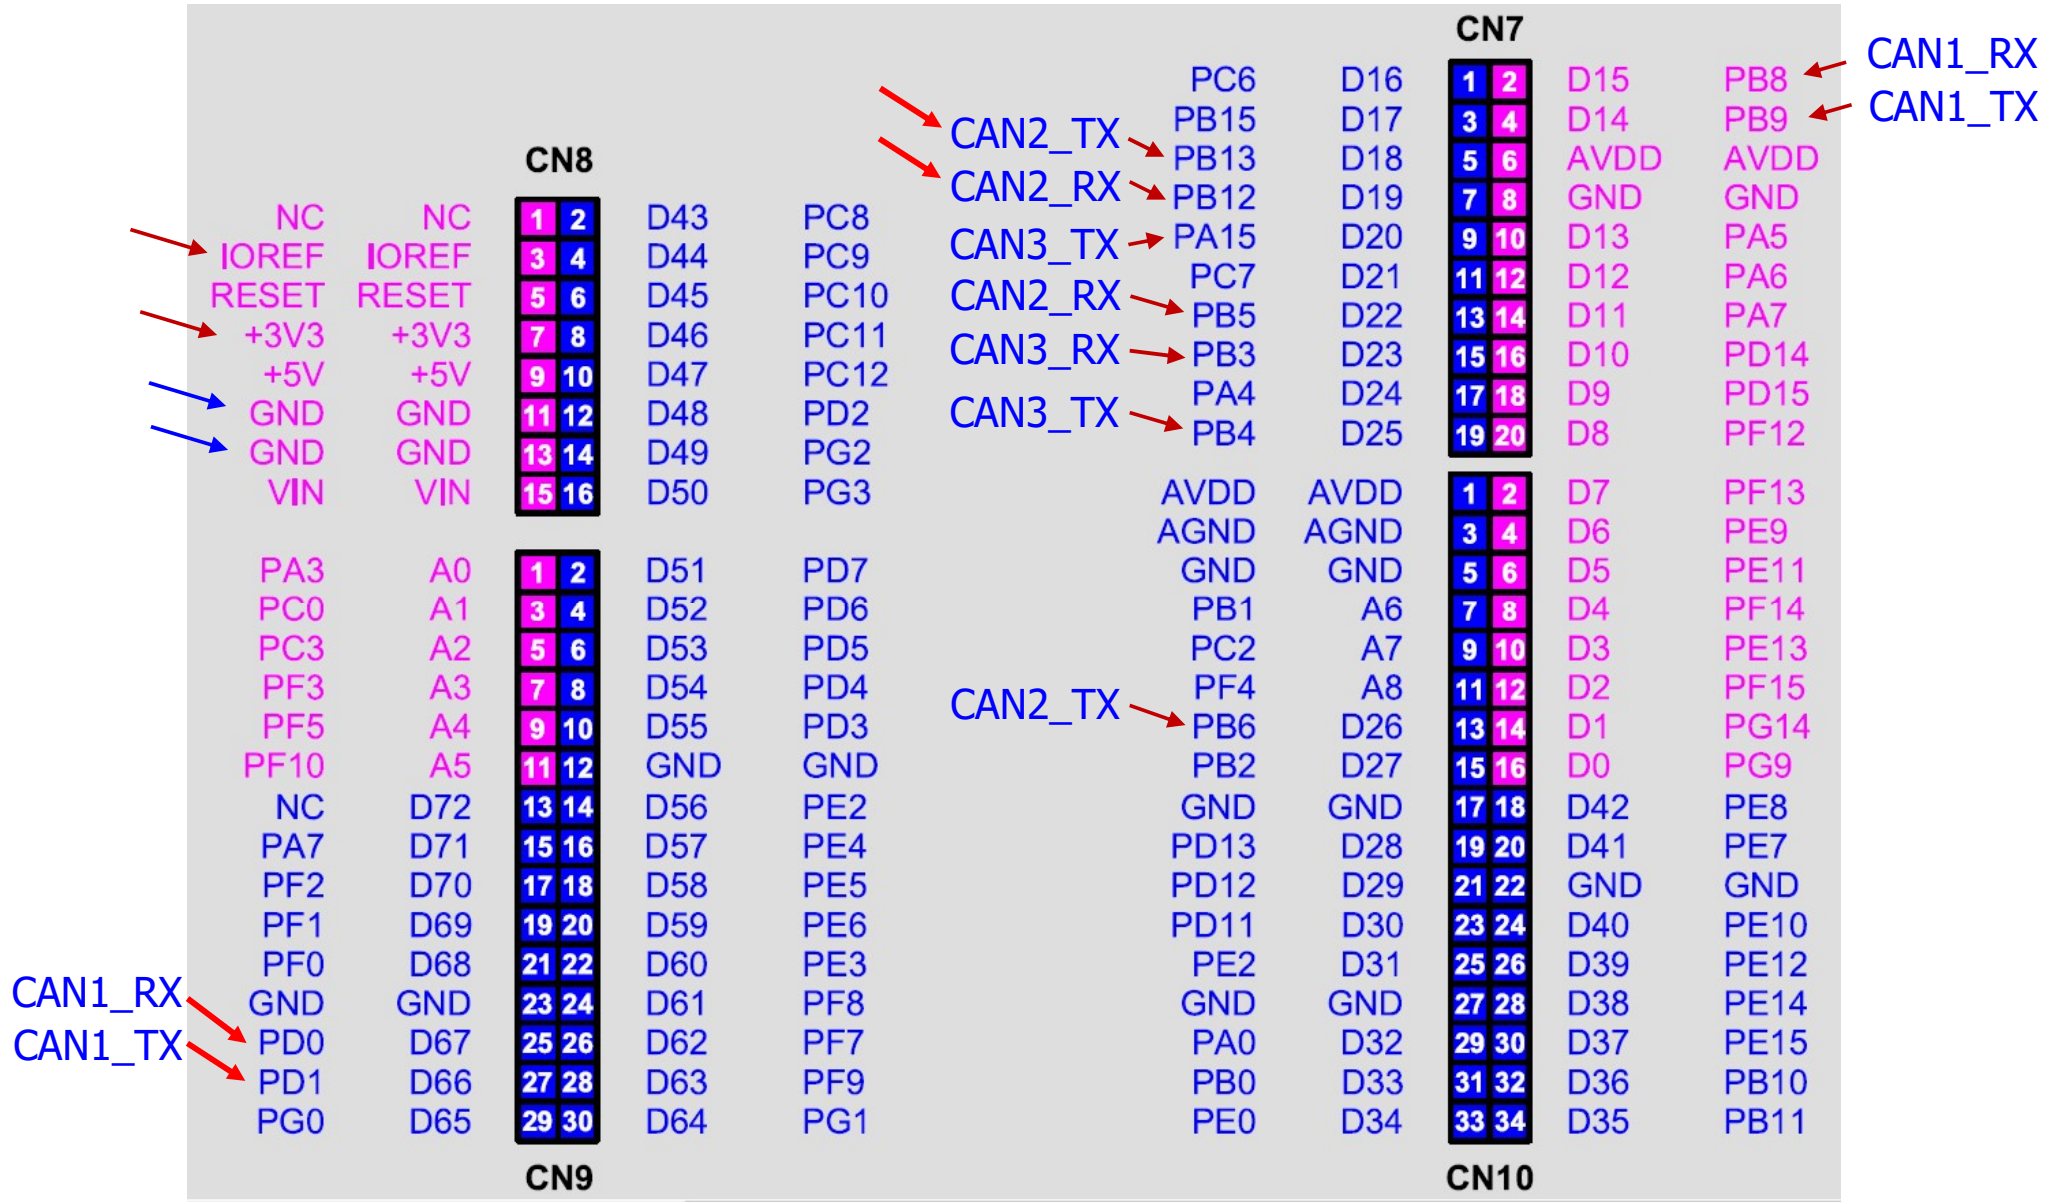 CN7
PC6 D16 1 2 D15 PB8 CAN1_RX
CAN2_TX PB15 D17 3 4 D14 PB9 CAN1_TX
PB13 D18 5 6 AVDD AVDD
CAN2_RX PB12 D19 7 8 GND GND
CAN3_TX PA15 D20 9 10 D13 PA5
PC7 D21 11 12 D12 PA6
CAN2_RX PB5 D22 13 14 D11 PA7
CAN3_RX PB3 D23 15 16 D10 PD14
PA4 D24 17 18 D9 PD15
CAN3_TX PB4 D25 19 20 D8 PF12
CN8
NC NC 1 2 D43 PC8
IOREF IOREF 3 4 D44 PC9
RESET RESET 5 6 D45 PC10
+3V3 +3V3 7 8 D46 PC11
+5V +5V 9 10 D47 PC12
GND GND 11 12 D48 PD2
GND GND 13 14 D49 PG2
VIN VIN 15 16 D50 PG3
PA3 A0 1 2 D51 PD7
PC0 A1 3 4 D52 PD6
PC3 A2 5 6 D53 PD5
PF3 A3 7 8 D54 PD4
PF5 A4 9 10 D55 PD3
PF10 A5 11 12 GND GND
NC D72 13 14 D56 PE2
PA7 D71 15 16 D57 PE4
PF2 D70 17 18 D58 PE5
PF1 D69 19 20 D59 PE6
PF0 D68 21 22 D60 PE3
CAN1_RX GND GND 23 24 D61 PF8
CAN1_TX PD0 D67 25 26 D62 PF7
PD1 D66 27 28 D63 PF9
PG0 D65 29 30 D64 PG1
CN9
AVDD AVDD 1 2 D7 PF13
AGND AGND 3 4 D6 PE9
GND GND 5 6 D5 PE11
PB1 A6 7 8 D4 PF14
PC2 A7 9 10 D3 PE13
PF4 A8 11 12 D2 PF15
CAN2_TX PB6 D26 13 14 D1 PG14
PB2 D27 15 16 D0 PG9
GND GND 17 18 D42 PE8
PD13 D28 19 20 D41 PE7
PD12 D29 21 22 GND GND
PD11 D30 23 24 D40 PE10
PE2 D31 25 26 D39 PE12
GND GND 27 28 D38 PE14
PA0 D32 29 30 D37 PE15
PB0 D33 31 32 D36 PB10
PE0 D34 33 34 D35 PB11
CN10